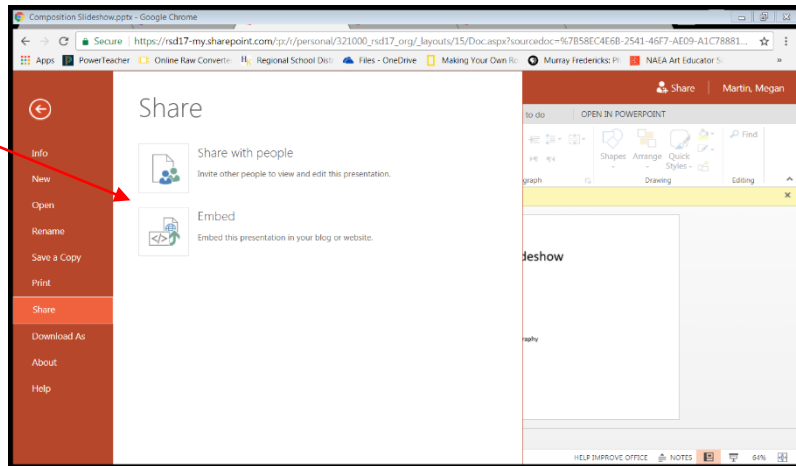 Composition Slideshow.pptx - Google Chrome
Secure | https://rsd17-my.sharepoint.com/:p:/r/personal/321000_rsd17_org/_layouts/15/Doc.aspx?sourcedoc=%7B58EC4E6B-2541-46F7-AE09-A1C78881...
Apps PowerTeacher Online Raw Converter Regional School Dist Files - OneDrive Making Your Own Ro Murray Fredericks: Ph NAEA Art Educator S »
Share Martin, Megan
Share
to do OPEN IN POWERPOINT
Info
New
Open
Rename
Save a Copy
Print
Share
Download As
About
Help
Share with people
Invite other people to view and edit this presentation.
Embed
Embed this presentation in your blog or website.
Shapes Arrange Quick Styles
Find
graph Drawing Editing
deshow
raphy
HELP IMPROVE OFFICE NOTES 64%